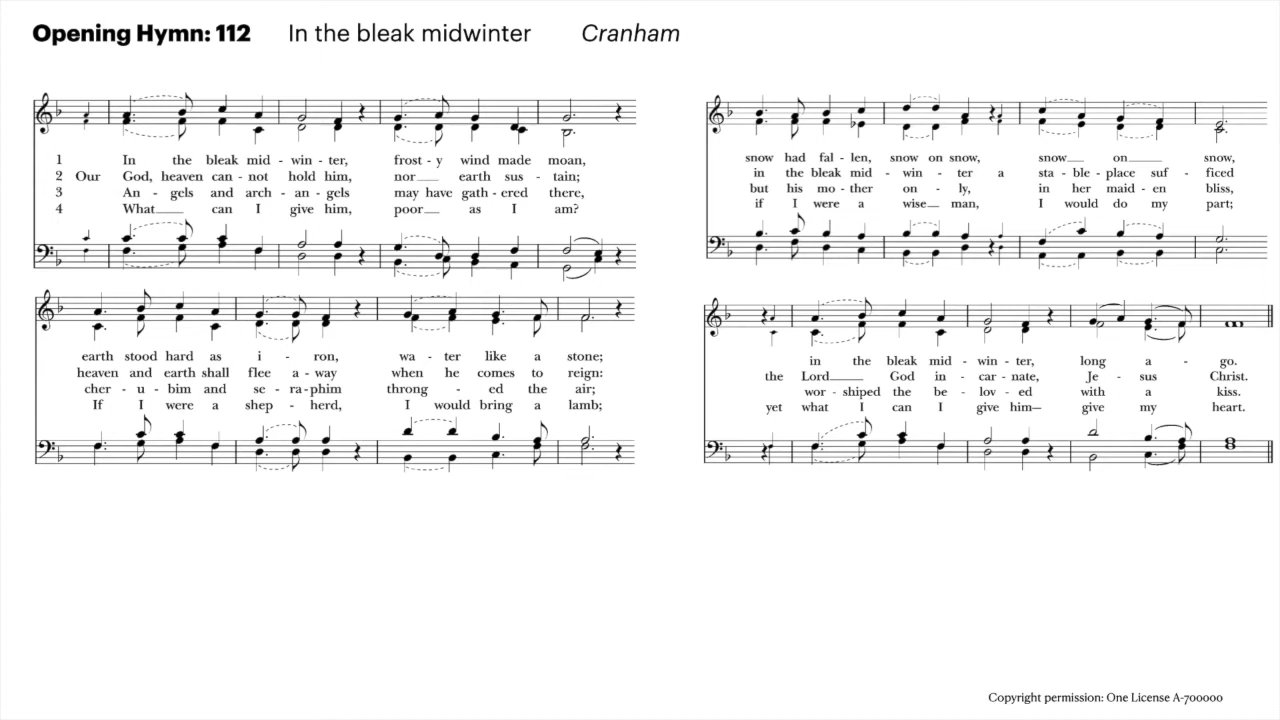 Opening Hymn: 112 In the bleak midwinter Cranham
1 In the bleak mid - win - ter, frost - y wind made moan,
2 Our God, heaven can - not hold him, nor___ earth sus - tain;
3 An - gels and arch - an - gels may have gath - ered there,
4 What___ can I give him, poor__ as I am?
earth stood hard as i - ron, wa - ter like a stone;
heaven and earth shall flee a - way when he comes to reign:
cher - u - bim and se - ra - phim throng - ed the air;
If I were a shep - herd, I would bring a lamb;
snow had fal - len, snow on snow, snow___ on____ snow,
in the bleak mid - win - ter a sta - ble - place suf - ficed
but his mo - ther on - ly, in her maid - en bliss,
if I were a wise__ man, I would do my part;
in the bleak mid - win - ter, long a - go.
the Lord____ God in - car - nate, Je - sus Christ.
wor - shiped the be - lov - ed with a kiss.
yet what I can I give him— give my heart.
Copyright permission: One License A-700000